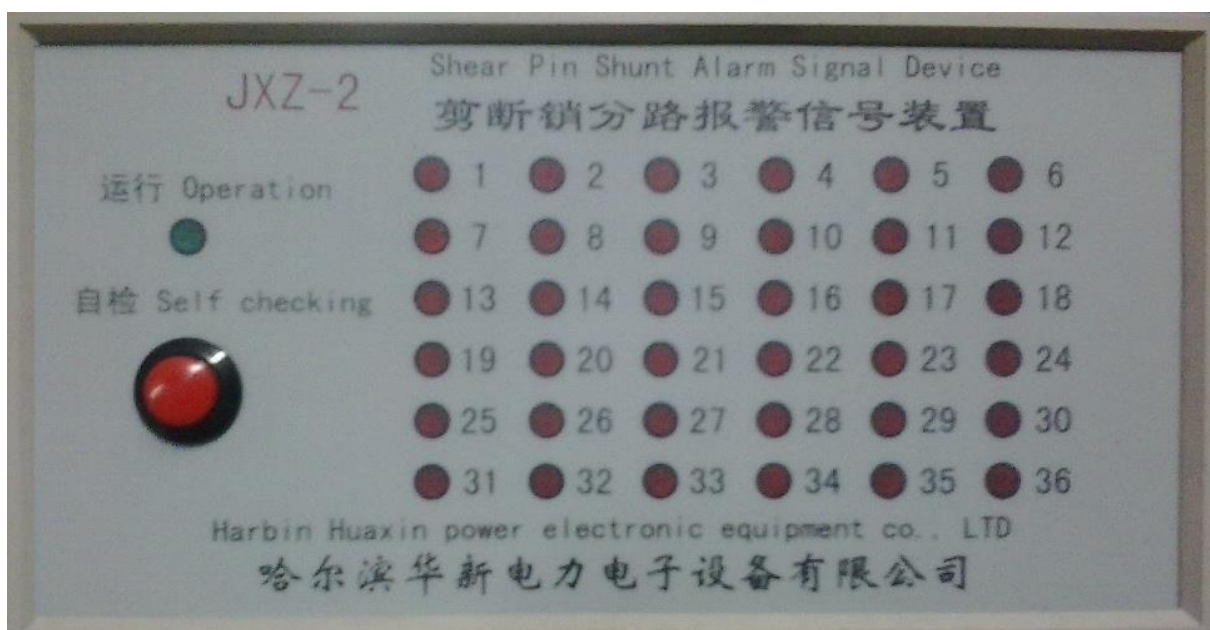 Shear Pin Shunt Alarm Signal Device
JXZ-2
剪断销分路报警信号装置
运行 Operation
自检 Self checking
1 2 3 4 5 6
7 8 9 10 11 12
13 14 15 16 17 18
19 20 21 22 23 24
25 26 27 28 29 30
31 32 33 34 35 36
Harbin Huaxin power electronic equipment co., LTD
哈尔滨华新电力电子设备有限公司